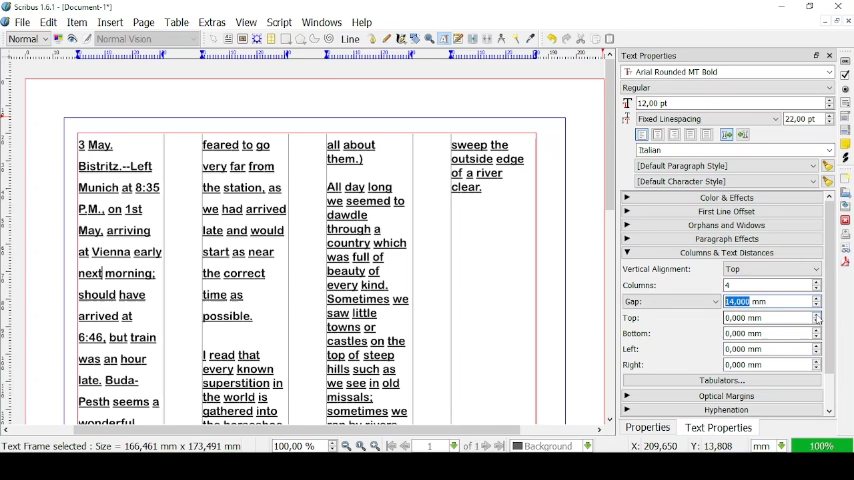 Scribus 1.6.1 - [Document-1*]
File Edit Item Insert Page Table Extras View Script Windows Help
Normal Normal Vision Line
3 May.
Bistritz.--Left
Munich at 8:35
P.M., on 1st
May, arriving
at Vienna early
next morning;
should have
arrived at
6:46, but train
was an hour
late. Buda-
Pesth seems a
wonderful
feared to go
very far from
the station, as
we had arrived
late and would
start as near
the correct
time as
possible.
I read that
every known
superstition in
the world is
gathered into
the horseshoe
all about
them.)
All day long
we seemed to
dawdle
through a
country which
was full of
beauty of
every kind.
Sometimes we
saw little
towns or
castles on the
top of steep
hills such as
we see in old
missals;
sometimes we
ran by rivers
sweep the
outside edge
of a river
clear.
Text Properties
Arial Rounded MT Bold
Regular
12,00 pt
Fixed Linespacing 22,00 pt
Italian
[Default Paragraph Style]
[Default Character Style]
Color & Effects
First Line Offset
Orphans and Widows
Paragraph Effects
Columns & Text Distances
Vertical Alignment: Top
Columns: 4
Gap: 14,000 mm
Top: 0,000 mm
Bottom: 0,000 mm
Left: 0,000 mm
Right: 0,000 mm
Tabulators...
Optical Margins
Hyphenation
Properties Text Properties
Text Frame selected : Size = 166,461 mm x 173,491 mm 100,00 % 1 of 1 Background X: 209,650 Y: 13,808 mm 100%